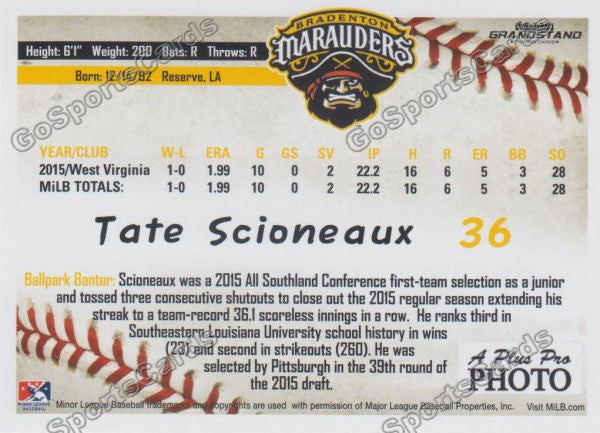 BRADENTON
MARAUDERS
GRANDSTAND
Height: 6'1" Weight: 200 Bats: R Throws: R
Born: 12/15/92 Reserve, LA
YEAR/CLUB W-L ERA G GS SV IP H R ER BB SO
2015/West Virginia 1-0 1.99 10 0 2 22.2 16 6 5 3 28
MiLB TOTALS: 1-0 1.99 10 0 2 22.2 16 6 5 3 28
Tate Scioneaux 36
Ballpark Banter: Scioneaux was a 2015 All Southland Conference first-team selection as a junior
and tossed three consecutive shutouts to close out the 2015 regular season extending his
streak to a team-record 36.1 scoreless innings in a row. He ranks third in
Southeastern Louisiana University school history in wins
(23) and second in strikeouts (260). He was
selected by Pittsburgh in the 39th round of
the 2015 draft.
A Plus Pro
PHOTO
MINOR LEAGUE
BASEBALL
Minor League Baseball trademarks and copyrights are used with permission of Major League Baseball Properties, Inc. Visit MiLB.com
GoSportsCards
GoSportsCards
GoSportsCards
GoSportsCards